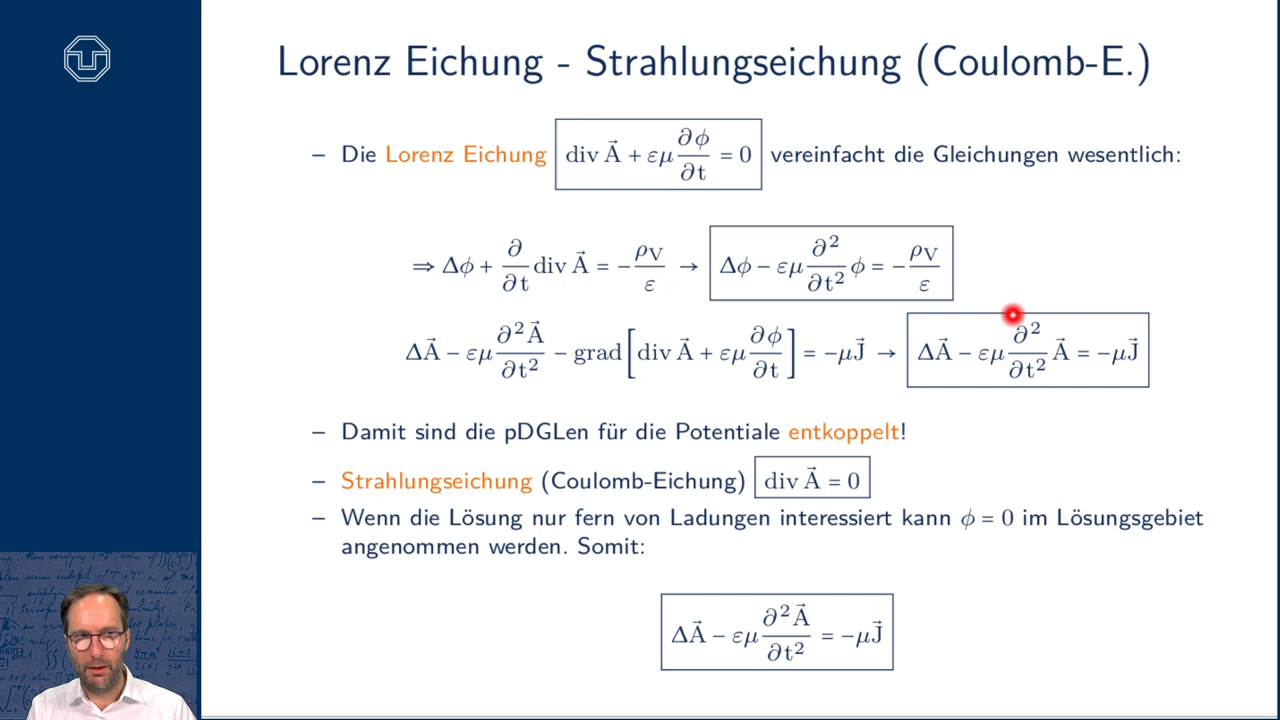 Lorenz Eichung - Strahlungseichung (Coulomb-E.)
– Die Lorenz Eichung div A⃗ + εμ ∂ϕ/∂t = 0 vereinfacht die Gleichungen wesentlich:
⇒ Δϕ + ∂/∂t div A⃗ = −ρ_V/ε → Δϕ − εμ ∂²/∂t² ϕ = −ρ_V/ε
ΔA⃗ − εμ ∂²A⃗/∂t² − grad[div A⃗ + εμ ∂ϕ/∂t] = −μJ⃗ → ΔA⃗ − εμ ∂²/∂t² A⃗ = −μJ⃗
– Damit sind die pDGLen für die Potentiale entkoppelt!
– Strahlungseichung (Coulomb-Eichung) div A⃗ = 0
– Wenn die Lösung nur fern von Ladungen interessiert kann ϕ = 0 im Lösungsgebiet
angenommen werden. Somit:
ΔA⃗ − εμ ∂²A⃗/∂t² = −μJ⃗